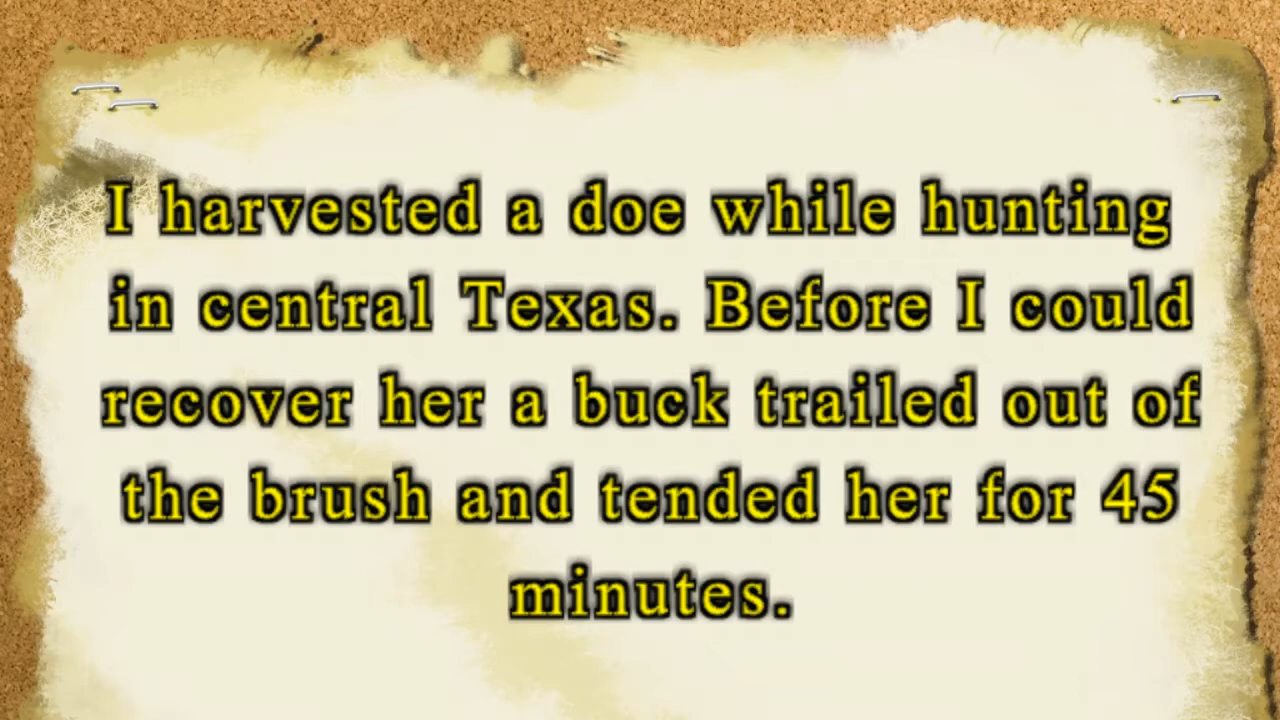 I harvested a doe while hunting
in central Texas. Before I could
recover her a buck trailed out of
the brush and tended her for 45
minutes.